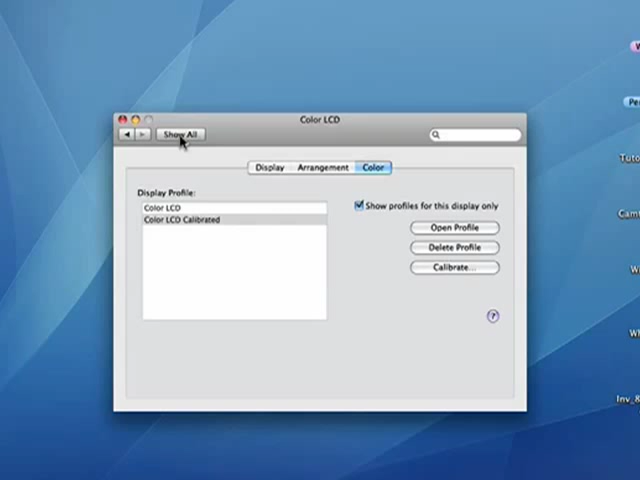 Color LCD
Show All
Display Arrangement Color
Display Profile:
Color LCD
Color LCD Calibrated
Show profiles for this display only
Open Profile
Delete Profile
Calibrate...
?
Tuto
Inv_8